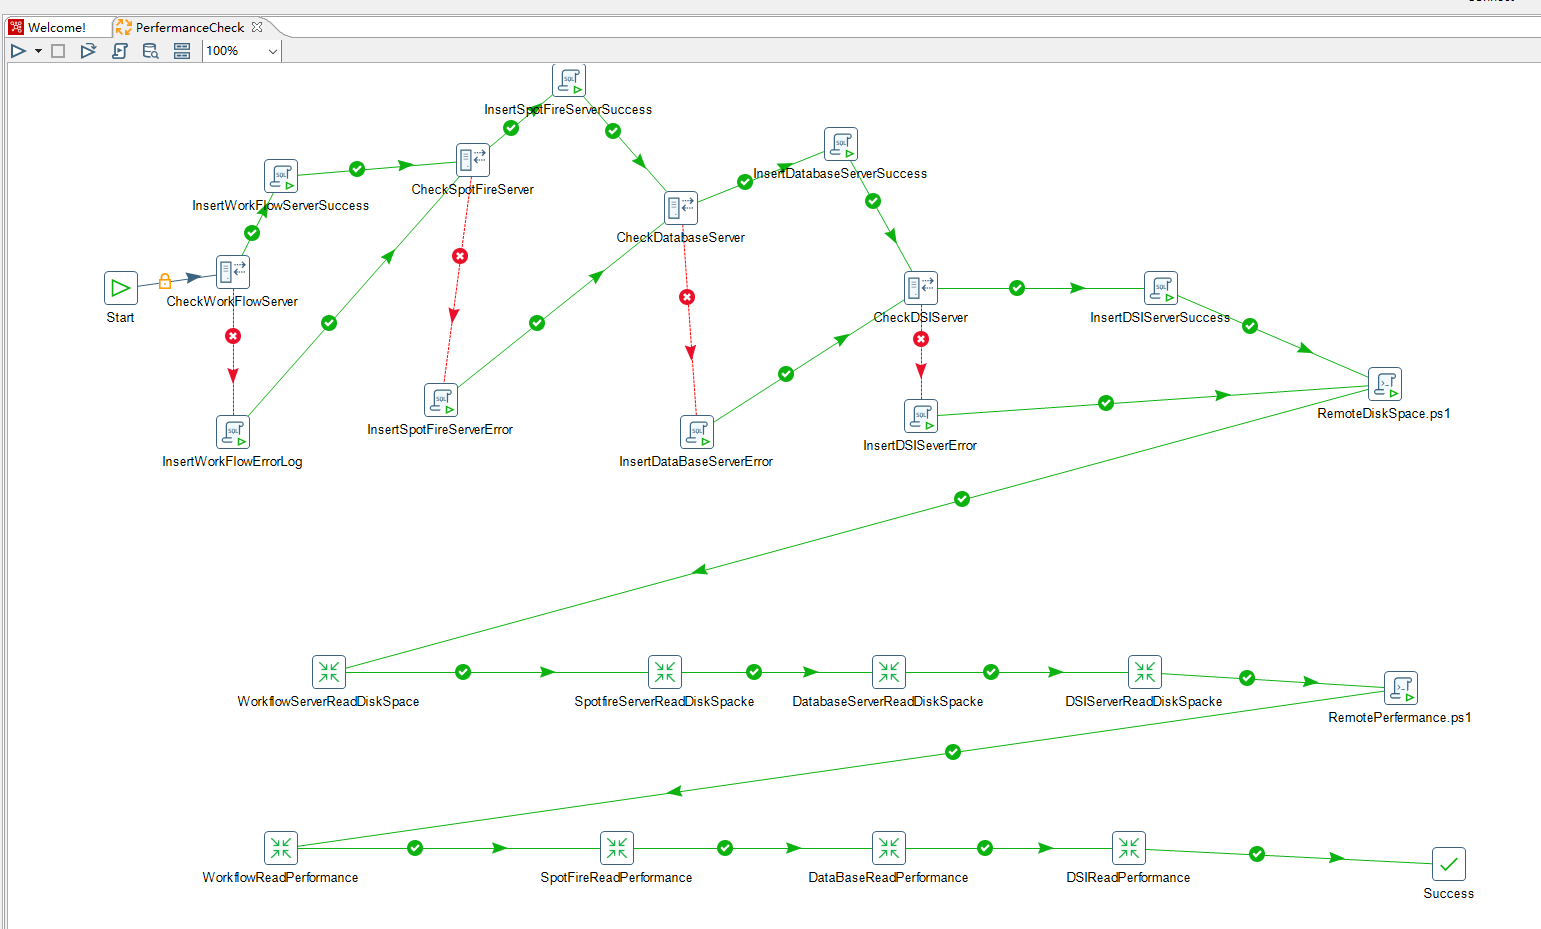 Welcome!
PerfermanceCheck
100%
InsertSpotFireServerSuccess
InsertDatabaseServerSuccess
CheckSpotFireServer
InsertWorkFlowServerSuccess
CheckDatabaseServer
CheckWorkFlowServer
Start
CheckDSIServer
InsertDSIServerSuccess
RemoteDiskSpace.ps1
InsertSpotFireServerError
InsertDSISeverError
InsertWorkFlowErrorLog
InsertDataBaseServerError
WorkflowServerReadDiskSpace
SpotfireServerReadDiskSpacke
DatabaseServerReadDiskSpacke
DSIServerReadDiskSpacke
RemotePerfermance.ps1
WorkflowReadPerformance
SpotFireReadPerformance
DataBaseReadPerformance
DSIReadPerformance
Success